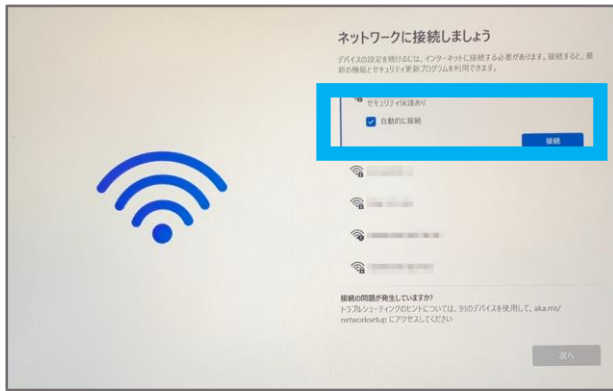 ネットワークに接続しましょう
デバイスの設定を続けるには、インターネットに接続する必要があります。接続すると、最
新の機能とセキュリティ更新プログラムを利用できます。
セキュリティ保護あり
自動的に接続
接続
接続の問題が発生していますか?
トラブルシューティングのヒントについては、別のデバイスを使用して、aka.ms/
networksetup にアクセスしてください
次へ